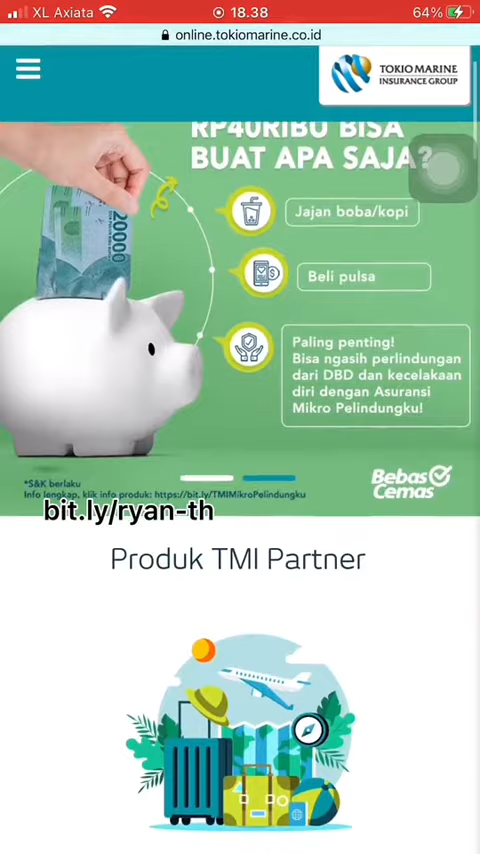 XL Axiata
18.38
64%
online.tokiomarine.co.id
TOKIO MARINE
INSURANCE GROUP
RP40RIBU BISA
BUAT APA SAJA?
Jajan boba/kopi
Beli pulsa
Paling penting!
Bisa ngasih perlindungan
dari DBD dan kecelakaan
diri dengan Asuransi
Mikro Pelindungku!
20000
*S&K berlaku
Info lengkap, klik info produk: https://bit.ly/TMIMikroPelindungku
Bebas
Cemas
bit.ly/ryan-th
Produk TMI Partner